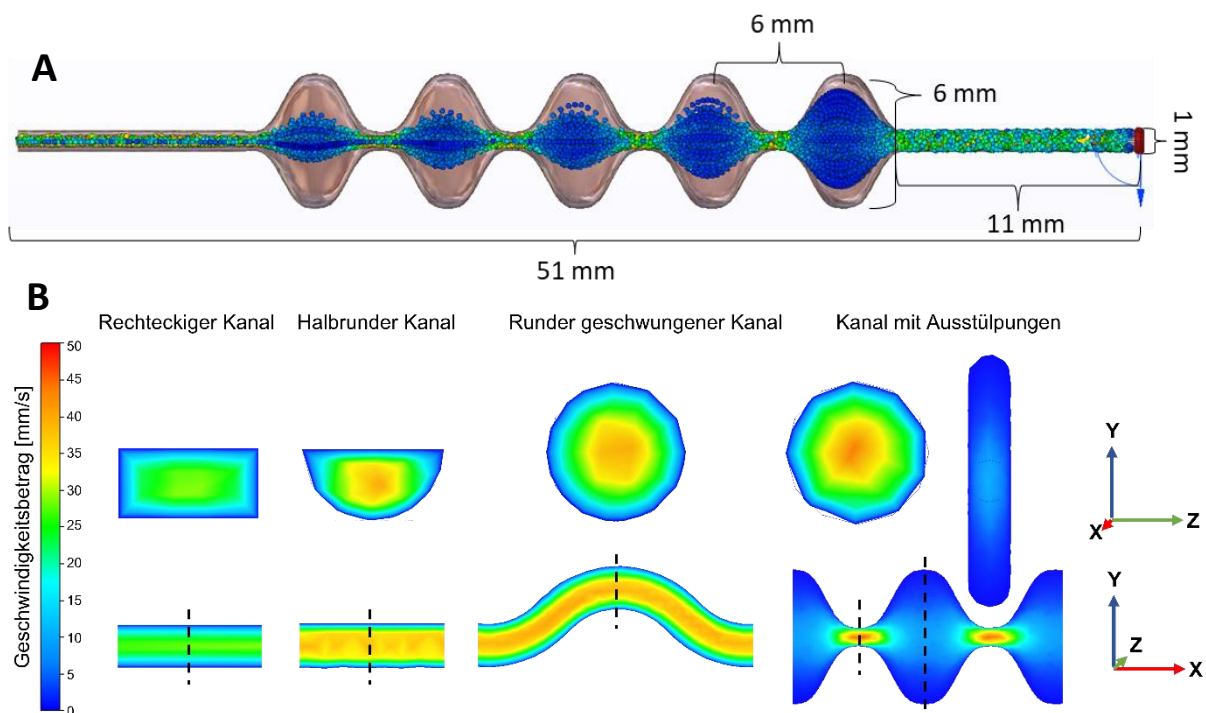 A
6 mm
6 mm
1 mm
11 mm
51 mm
B
Rechteckiger Kanal
Halbrunder Kanal
Runder geschwungener Kanal
Kanal mit Ausstülpungen
Geschwindigkeitsbetrag [mm/s]
50
45
40
35
30
25
20
15
10
5
0
Y
Z
X
Y
Z
X